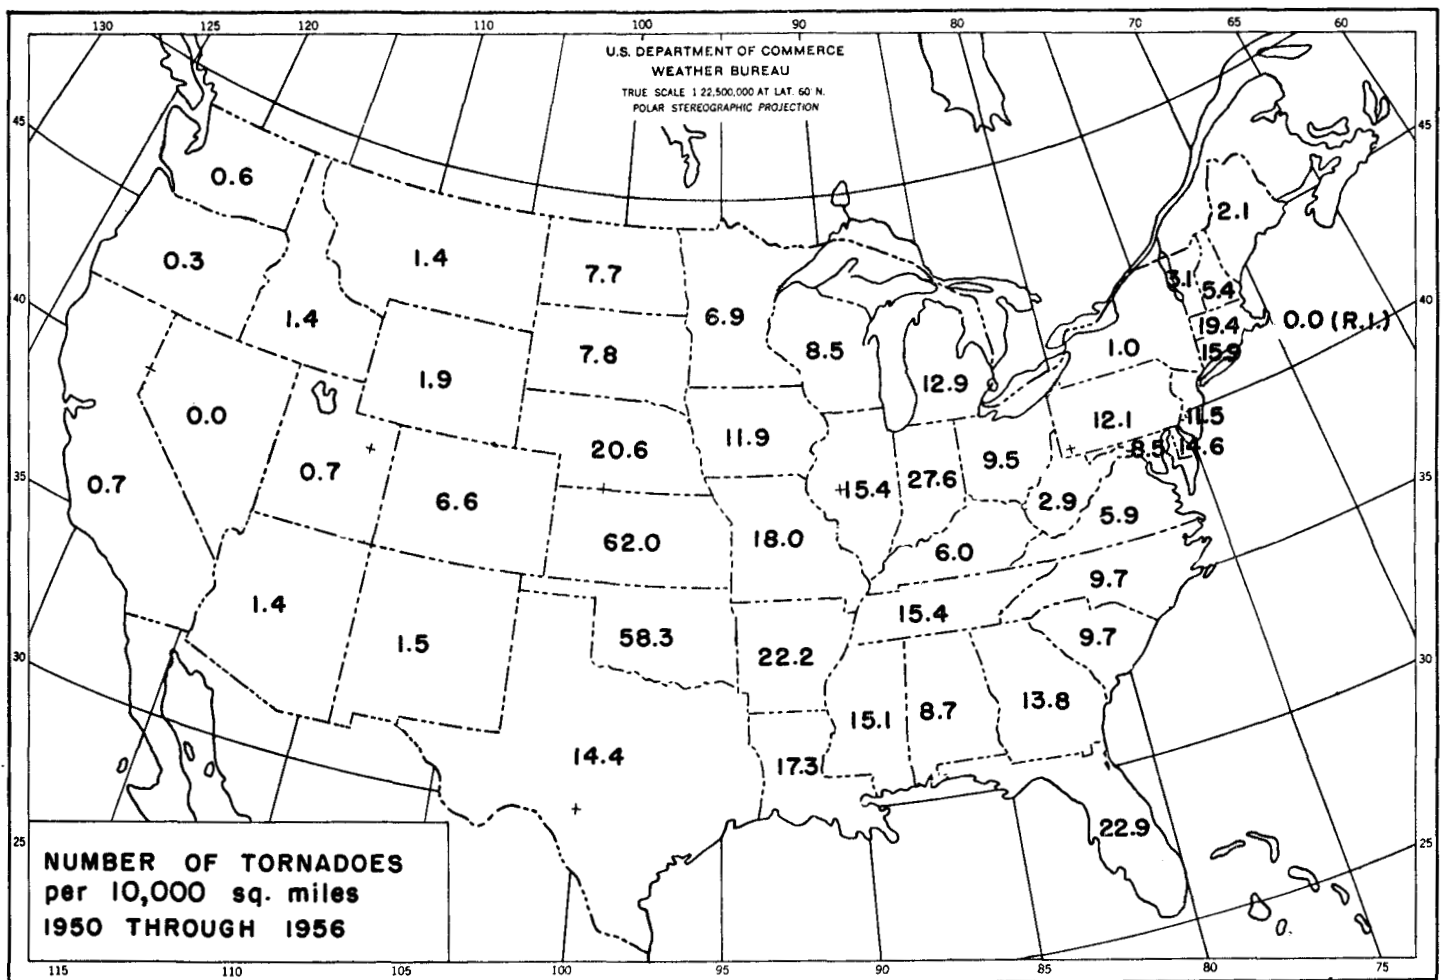 130 125 120 110 100 90 80 70 65 60
U.S. DEPARTMENT OF COMMERCE
WEATHER BUREAU
TRUE SCALE 1:22,500,000 AT LAT. 60 N.
POLAR STEREOGRAPHIC PROJECTION
45 45
0.6
2.1
0.3 1.4 7.7
3.1 5.4
40 40
1.4 6.9 19.4 0.0 (R.I.)
1.9 7.8 8.5 12.9 1.0 15.9
0.0 20.6 11.9 12.1 11.5
8.5 14.6
35 35
0.7 0.7 6.6 15.4 27.6 9.5 2.9 5.9
62.0 18.0 6.0
1.4 15.4 9.7
1.5 58.3 22.2 9.7
30 30
14.4 17.3 15.1 8.7 13.8
22.9
25 25
NUMBER OF TORNADOES
per 10,000 sq. miles
1950 THROUGH 1956
115 110 105 100 95 90 85 80 75